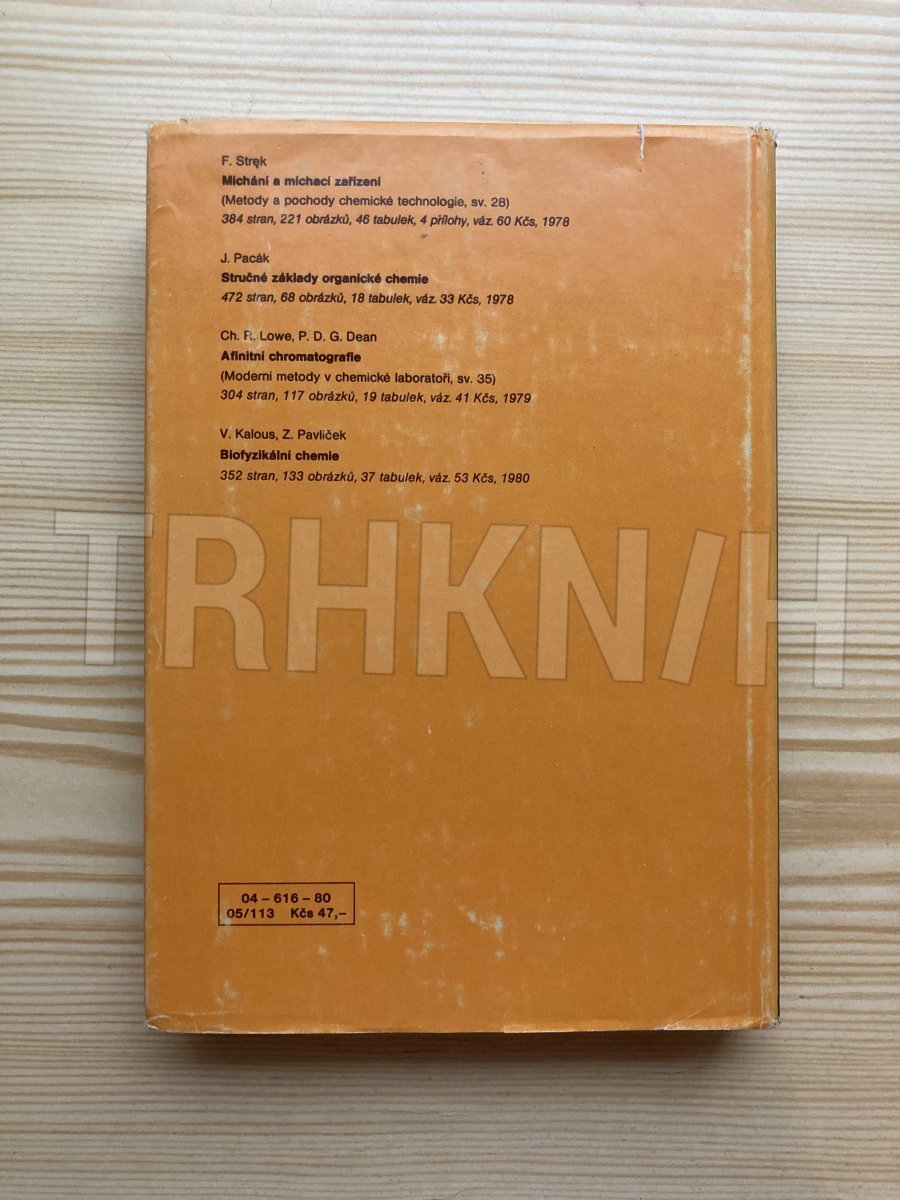 F. Stręk
Míchání a míchací zařízení
(Metody a pochody chemické technologie, sv. 28)
384 stran, 221 obrázků, 46 tabulek, 4 přílohy, váz. 60 Kčs, 1978
J. Pacák
Stručné základy organické chemie
472 stran, 68 obrázků, 18 tabulek, váz. 33 Kčs, 1978
Ch. R. Lowe, P. D. G. Dean
Afinitní chromatografie
(Moderní metody v chemické laboratoři, sv. 35)
304 stran, 117 obrázků, 19 tabulek, váz. 41 Kčs, 1979
V. Kalous, Z. Pavlíček
Biofyzikální chemie
352 stran, 133 obrázků, 37 tabulek, váz. 53 Kčs, 1980
TRHKN/H
04 – 616 – 80
05/113 Kčs 47,–